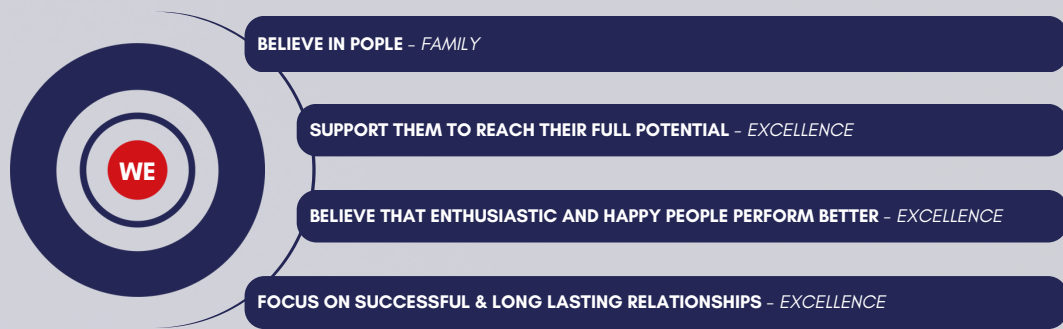 BELIEVE IN POPLE – FAMILY
SUPPORT THEM TO REACH THEIR FULL POTENTIAL – EXCELLENCE
WE
BELIEVE THAT ENTHUSIASTIC AND HAPPY PEOPLE PERFORM BETTER – EXCELLENCE
FOCUS ON SUCCESSFUL & LONG LASTING RELATIONSHIPS – EXCELLENCE